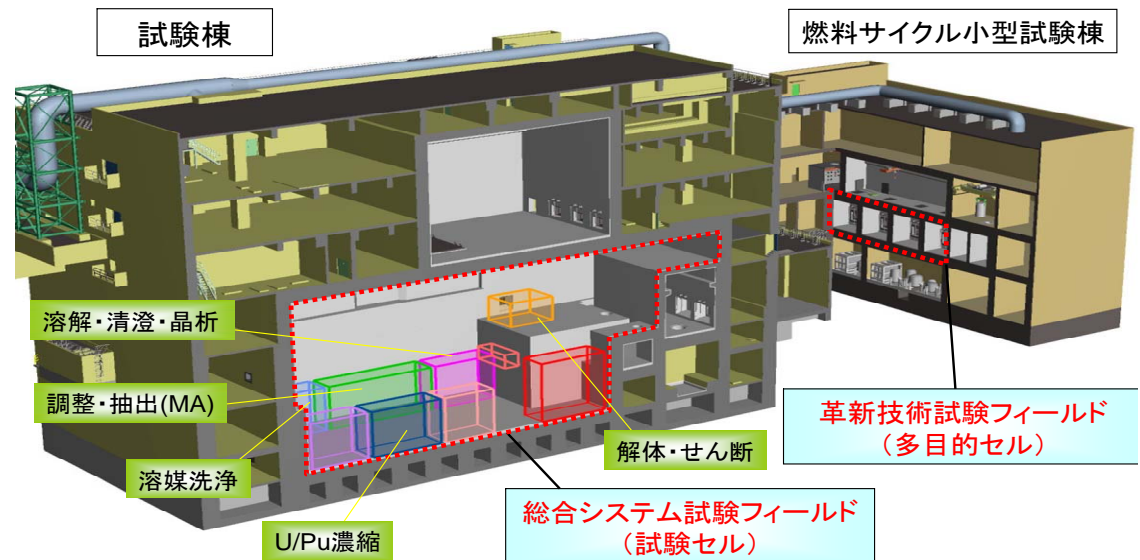 試験棟
燃料サイクル小型試験棟
溶解・清澄・晶析
調整・抽出(MA)
溶媒洗浄
U/Pu濃縮
解体・せん断
総合システム試験フィールド
(試験セル)
革新技術試験フィールド
(多目的セル)